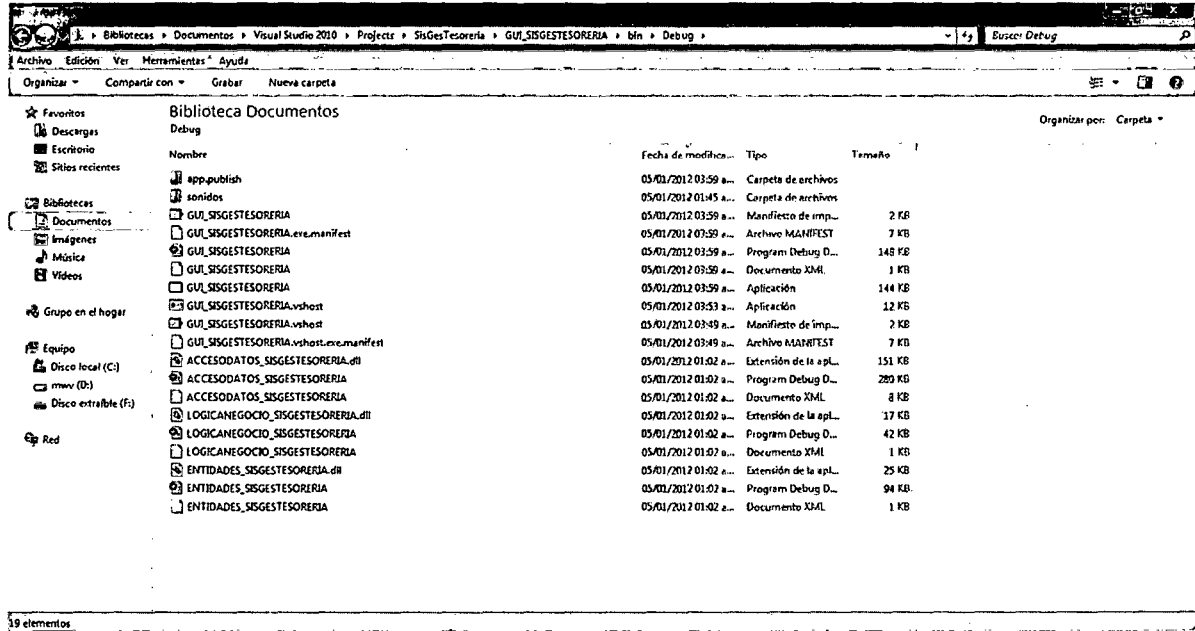 Bibliotecas ▸ Documentos ▸ Visual Studio 2010 ▸ Projects ▸ SisGesTesoreria ▸ GUI_SISGESTESORERIA ▸ bin ▸ Debug ▸ Buscar Debug
Archivo Edición Ver Herramientas Ayuda
Organizar Compartir con Grabar Nueva carpeta
Favoritos
Descargas
Escritorio
Sitios recientes
Bibliotecas
Documentos
Imágenes
Música
Vídeos
Grupo en el hogar
Equipo
Disco local (C:)
mwv (D:)
Disco extraíble (F:)
Red
Biblioteca Documentos
Debug
Organizar por: Carpeta
Nombre Fecha de modifica... Tipo Tamaño
app.publish 05/01/2012 03:59 a... Carpeta de archivos
sonidos 05/01/2012 01:45 a... Carpeta de archivos
GUI_SISGESTESORERIA 05/01/2012 03:59 a... Manifiesto de imp... 2 KB
GUI_SISGESTESORERIA.exe.manifest 05/01/2012 03:59 a... Archivo MANIFEST 7 KB
GUI_SISGESTESORERIA 05/01/2012 03:59 a... Program Debug D... 148 KB
GUI_SISGESTESORERIA 05/01/2012 03:59 a... Documento XML 1 KB
GUI_SISGESTESORERIA 05/01/2012 03:59 a... Aplicación 144 KB
GUI_SISGESTESORERIA.vshost 05/01/2012 03:53 a... Aplicación 12 KB
GUI_SISGESTESORERIA.vshost 05/01/2012 03:49 a... Manifiesto de imp... 2 KB
GUI_SISGESTESORERIA.vshost.exe.manifest 05/01/2012 03:49 a... Archivo MANIFEST 7 KB
ACCESODATOS_SISGESTESORERIA.dll 05/01/2012 01:02 a... Extensión de la apl... 151 KB
ACCESODATOS_SISGESTESORERIA 05/01/2012 01:02 a... Program Debug D... 280 KB
ACCESODATOS_SISGESTESORERIA 05/01/2012 01:02 a... Documento XML 8 KB
LOGICANEGOCIO_SISGESTESORERIA.dll 05/01/2012 01:02 a... Extensión de la apl... 17 KB
LOGICANEGOCIO_SISGESTESORERIA 05/01/2012 01:02 a... Program Debug D... 42 KB
LOGICANEGOCIO_SISGESTESORERIA 05/01/2012 01:02 a... Documento XML 1 KB
ENTIDADES_SISGESTESORERIA.dll 05/01/2012 01:02 a... Extensión de la apl... 25 KB
ENTIDADES_SISGESTESORERIA 05/01/2012 01:02 a... Program Debug D... 94 KB
ENTIDADES_SISGESTESORERIA 05/01/2012 01:02 a... Documento XML 1 KB
19 elementos